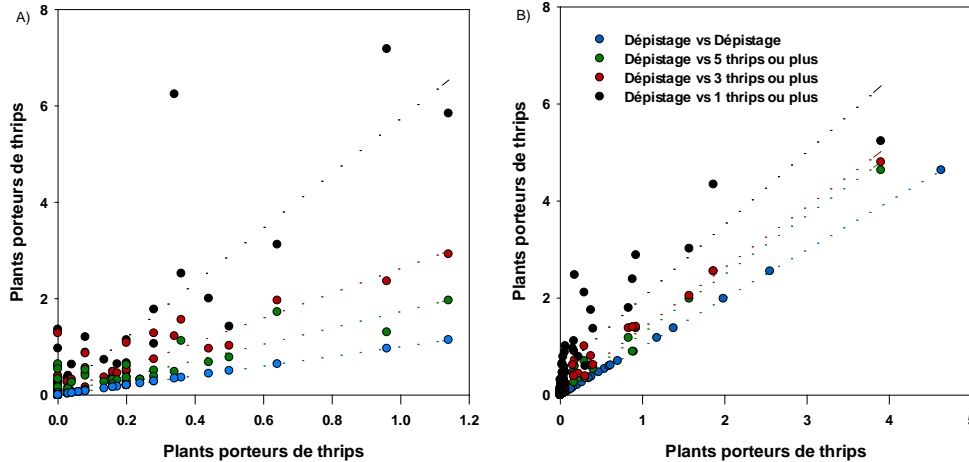 A)
8
6
4
2
0
0.0 0.2 0.4 0.6 0.8 1.0 1.2
Plants porteurs de thrips
Plants porteurs de thrips
B)
8
6
4
2
0
0 1 2 3 4 5
Plants porteurs de thrips
Plants porteurs de thrips
Dépistage vs Dépistage
Dépistage vs 5 thrips ou plus
Dépistage vs 3 thrips ou plus
Dépistage vs 1 thrips ou plus